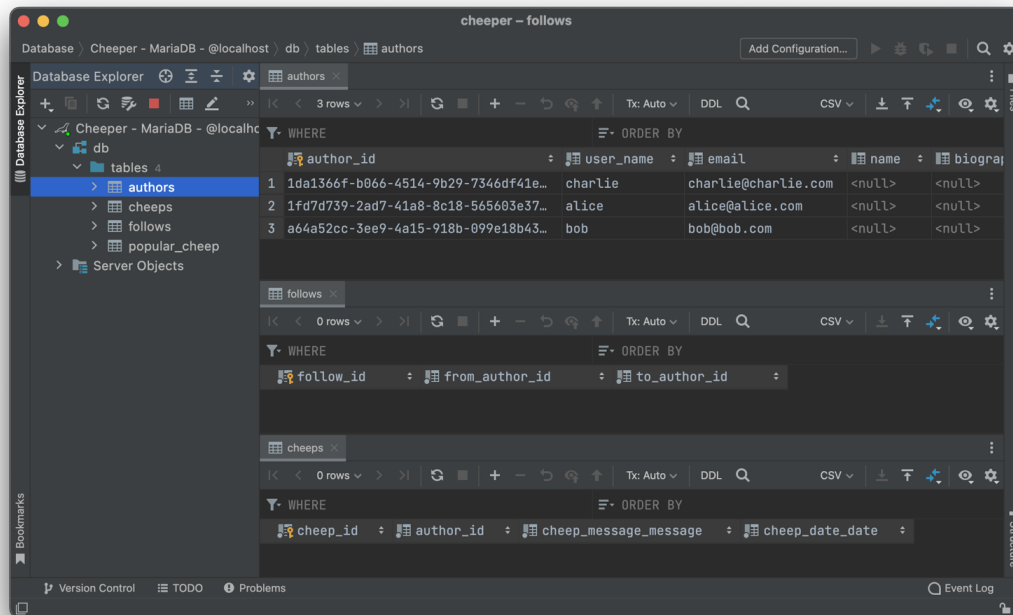 cheeper – follows
Database Cheeper - MariaDB - @localhost db tables authors Add Configuration...
Database Explorer
Database Explorer
Cheeper - MariaDB - @localhc
db
tables 4
authors
cheeps
follows
popular_cheep
Server Objects
authors
3 rows Tx: Auto DDL CSV
WHERE ORDER BY
author_id user_name email name biograp
1 1da1366f-b066-4514-9b29-7346df41e… charlie charlie@charlie.com <null> <null>
2 1fd7d739-2ad7-41a8-8c18-565603e37… alice alice@alice.com <null> <null>
3 a64a52cc-3ee9-4a15-918b-099e18b43… bob bob@bob.com <null> <null>
follows
0 rows Tx: Auto DDL CSV
WHERE ORDER BY
follow_id from_author_id to_author_id
cheeps
0 rows Tx: Auto DDL CSV
WHERE ORDER BY
cheep_id author_id cheep_message_message cheep_date_date
Bookmarks
Version Control TODO Problems Event Log